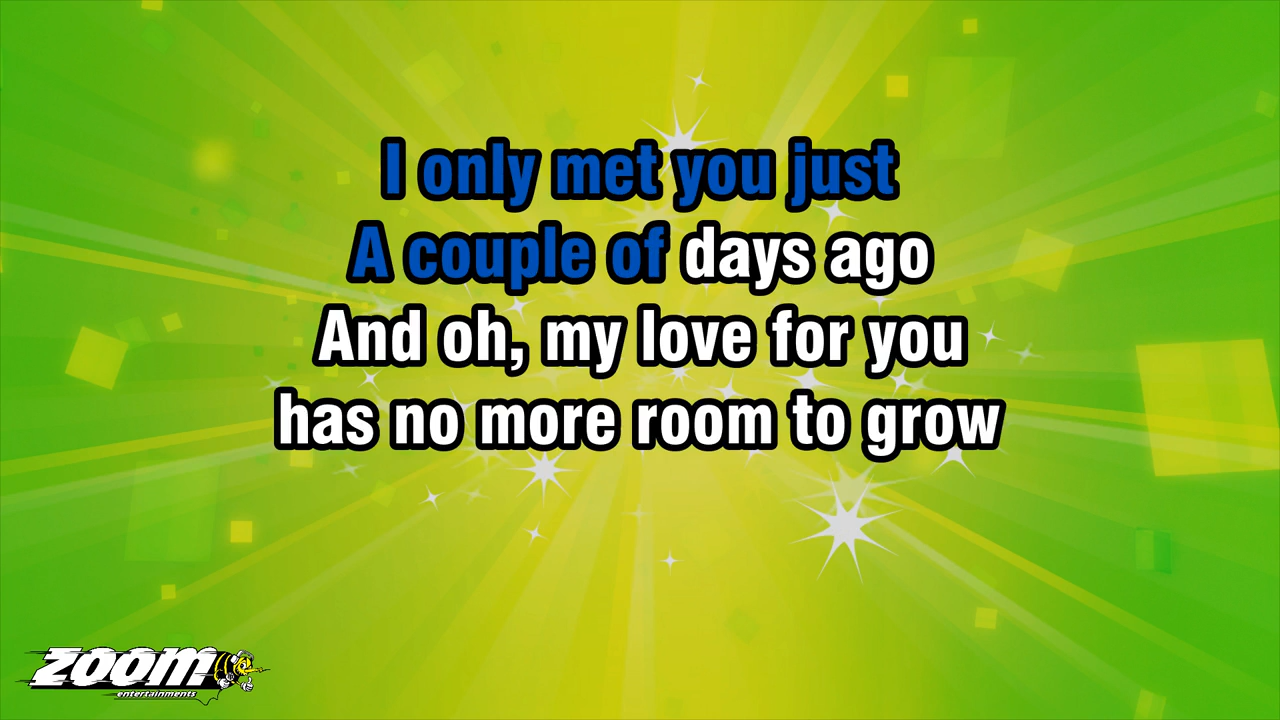 I only met you just
A couple of days ago
And oh, my love for you
has no more room to grow
zoom
entertainments